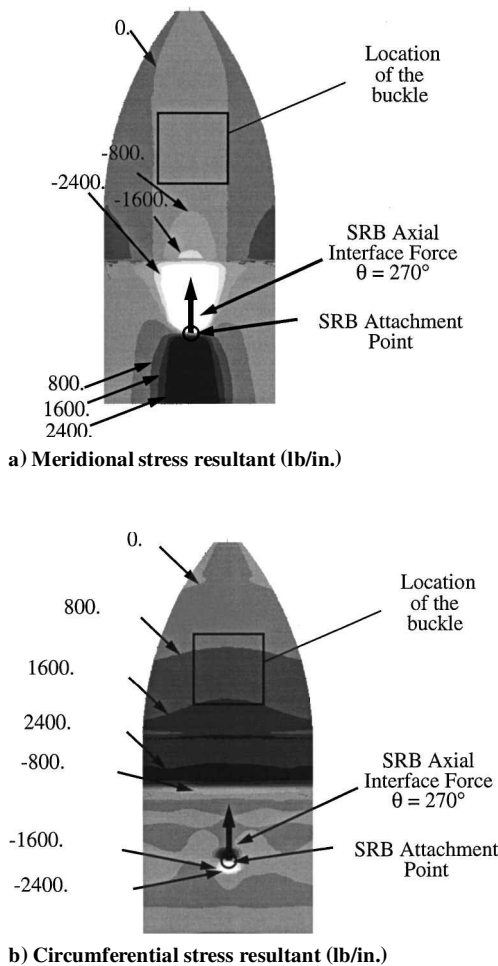 0.
Location
of the
buckle
-800.
-2400.
-1600.
SRB Axial
Interface Force
θ = 270°
SRB Attachment
Point
800.
1600.
2400.
a) Meridional stress resultant (lb/in.)
0.
Location
of the
buckle
800.
1600.
2400.
-800.
SRB Axial
Interface Force
θ = 270°
-1600.
SRB Attachment
Point
-2400.
b) Circumferential stress resultant (lb/in.)